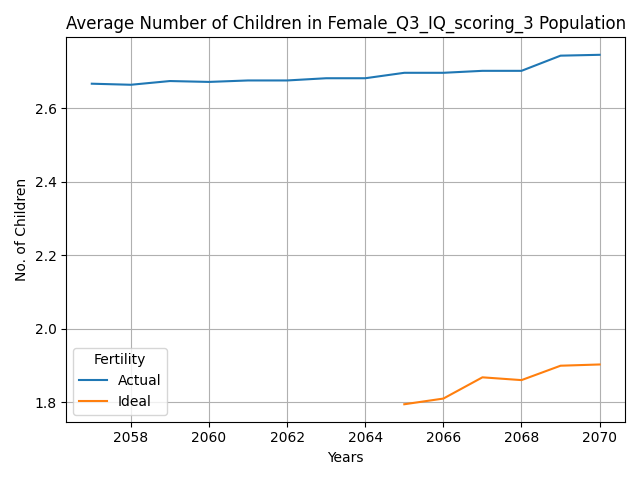 Average Number of Children in Female_Q3_IQ_scoring_3 Population
No. of Children
2.6
2.4
2.2
2.0
1.8
Fertility
Actual
Ideal
2058 2060 2062 2064 2066 2068 2070
Years